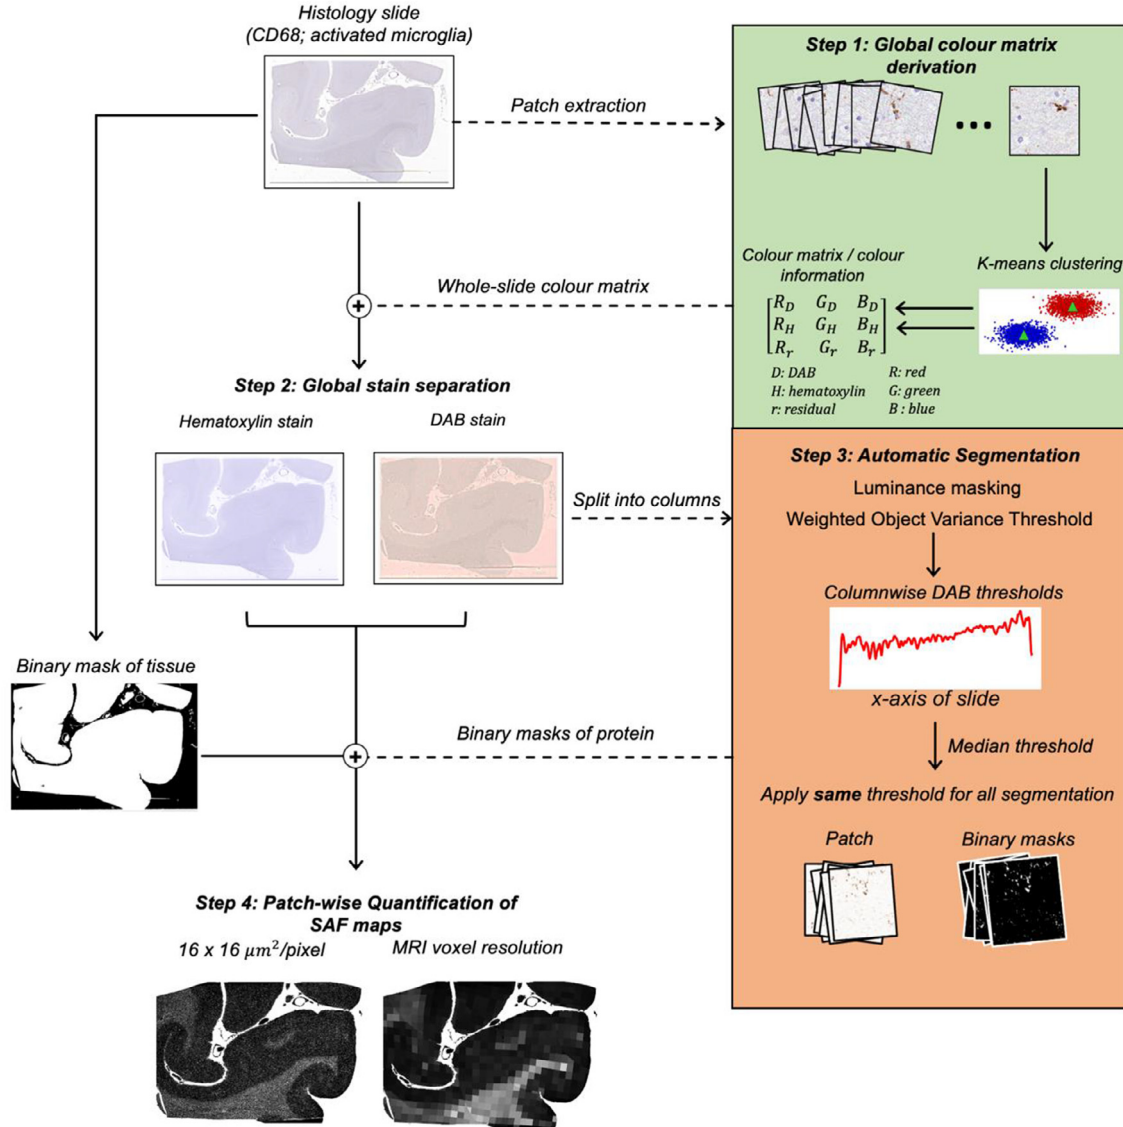 Histology slide
(CD68; activated microglia)
Patch extraction
Step 1: Global colour matrix
derivation
K-means clustering
Colour matrix / colour
information
R_D G_D B_D
R_H G_H B_H
R_r G_r B_r
D: DAB R: red
H: hematoxylin G: green
r: residual B : blue
Whole-slide colour matrix
Step 2: Global stain separation
Hematoxylin stain DAB stain
Split into columns
Step 3: Automatic Segmentation
Luminance masking
Weighted Object Variance Threshold
Columnwise DAB thresholds
x-axis of slide
Median threshold
Apply same threshold for all segmentation
Patch Binary masks
Binary mask of tissue
Binary masks of protein
Step 4: Patch-wise Quantification of
SAF maps
16 x 16 μm²/pixel MRI voxel resolution